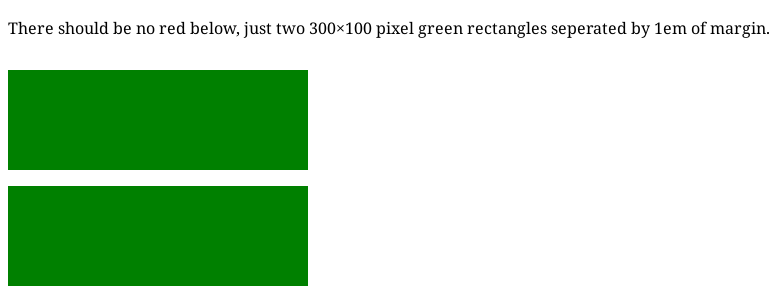 There should be no red below, just two 300×100 pixel green rectangles seperated by 1em of margin.